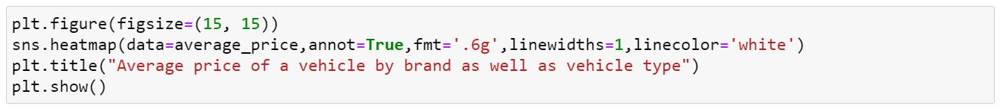 plt.figure(figsize=(15, 15))
sns.heatmap(data=average_price,annot=True,fmt='.6g',linewidths=1,linecolor='white')
plt.title("Average price of a vehicle by brand as well as vehicle type")
plt.show()